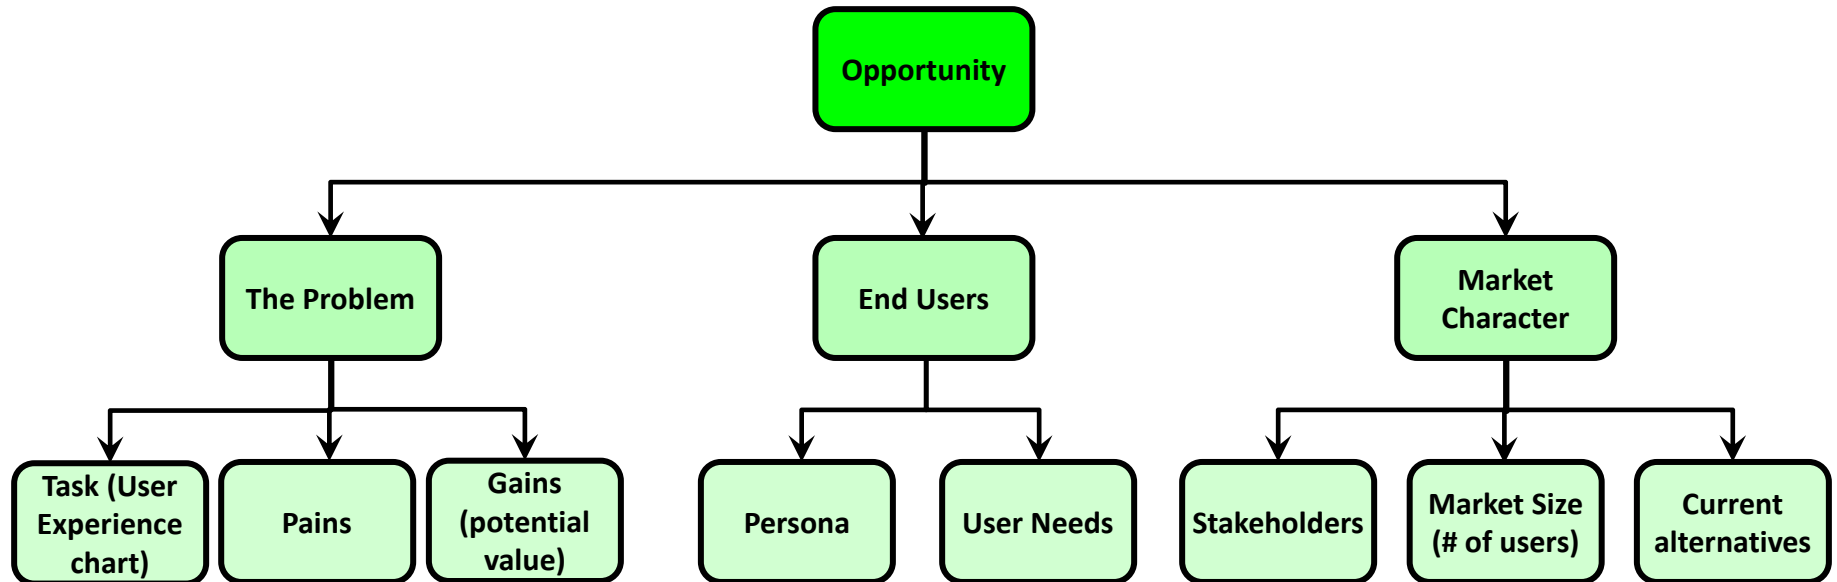 Opportunity
The Problem
End Users
Market
Character
Task (User
Experience
chart)
Pains
Gains
(potential
value)
Persona
User Needs
Stakeholders
Market Size
(# of users)
Current
alternatives